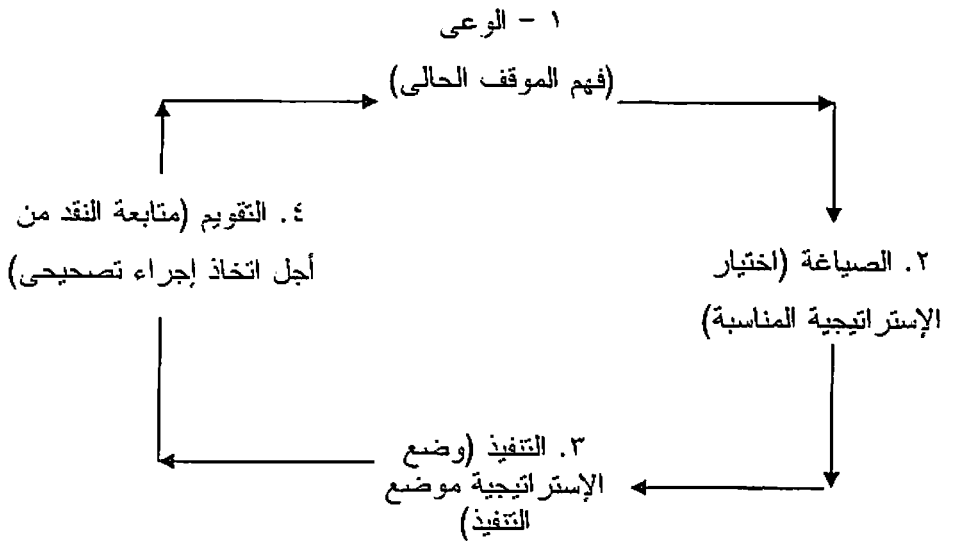 ١ - الوعى
(فهم الموقف الحالى)
٢. الصياغة (اختيار
الإستراتيجية المناسبة)
٣. التنفيذ (وضع
الإستراتيجية موضع
التنفيذ)
٤. التقويم (متابعة النقد من
أجل اتخاذ إجراء تصحيحى)